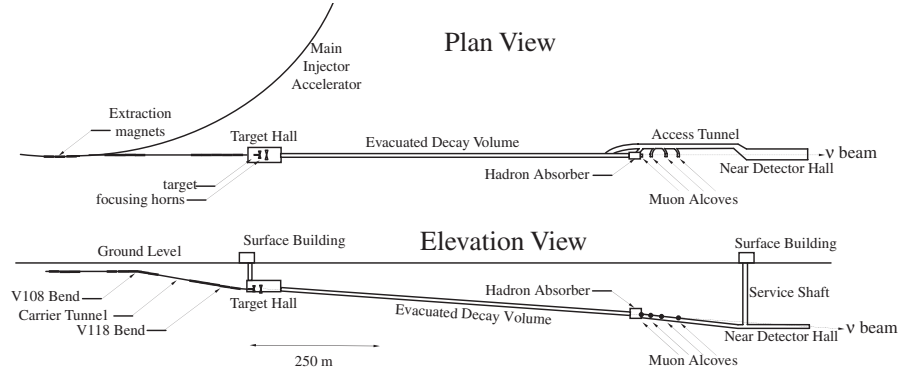 Plan View
Main
Injector
Accelerator
Extraction
magnets
Target Hall
Evacuated Decay Volume
Access Tunnel
ν beam
Near Detector Hall
Hadron Absorber
target
focusing horns
Muon Alcoves
Elevation View
Ground Level
Surface Building
Surface Building
V108 Bend
Carrier Tunnel
V118 Bend
Target Hall
Hadron Absorber
Service Shaft
Evacuated Decay Volume
ν beam
Near Detector Hall
Muon Alcoves
250 m